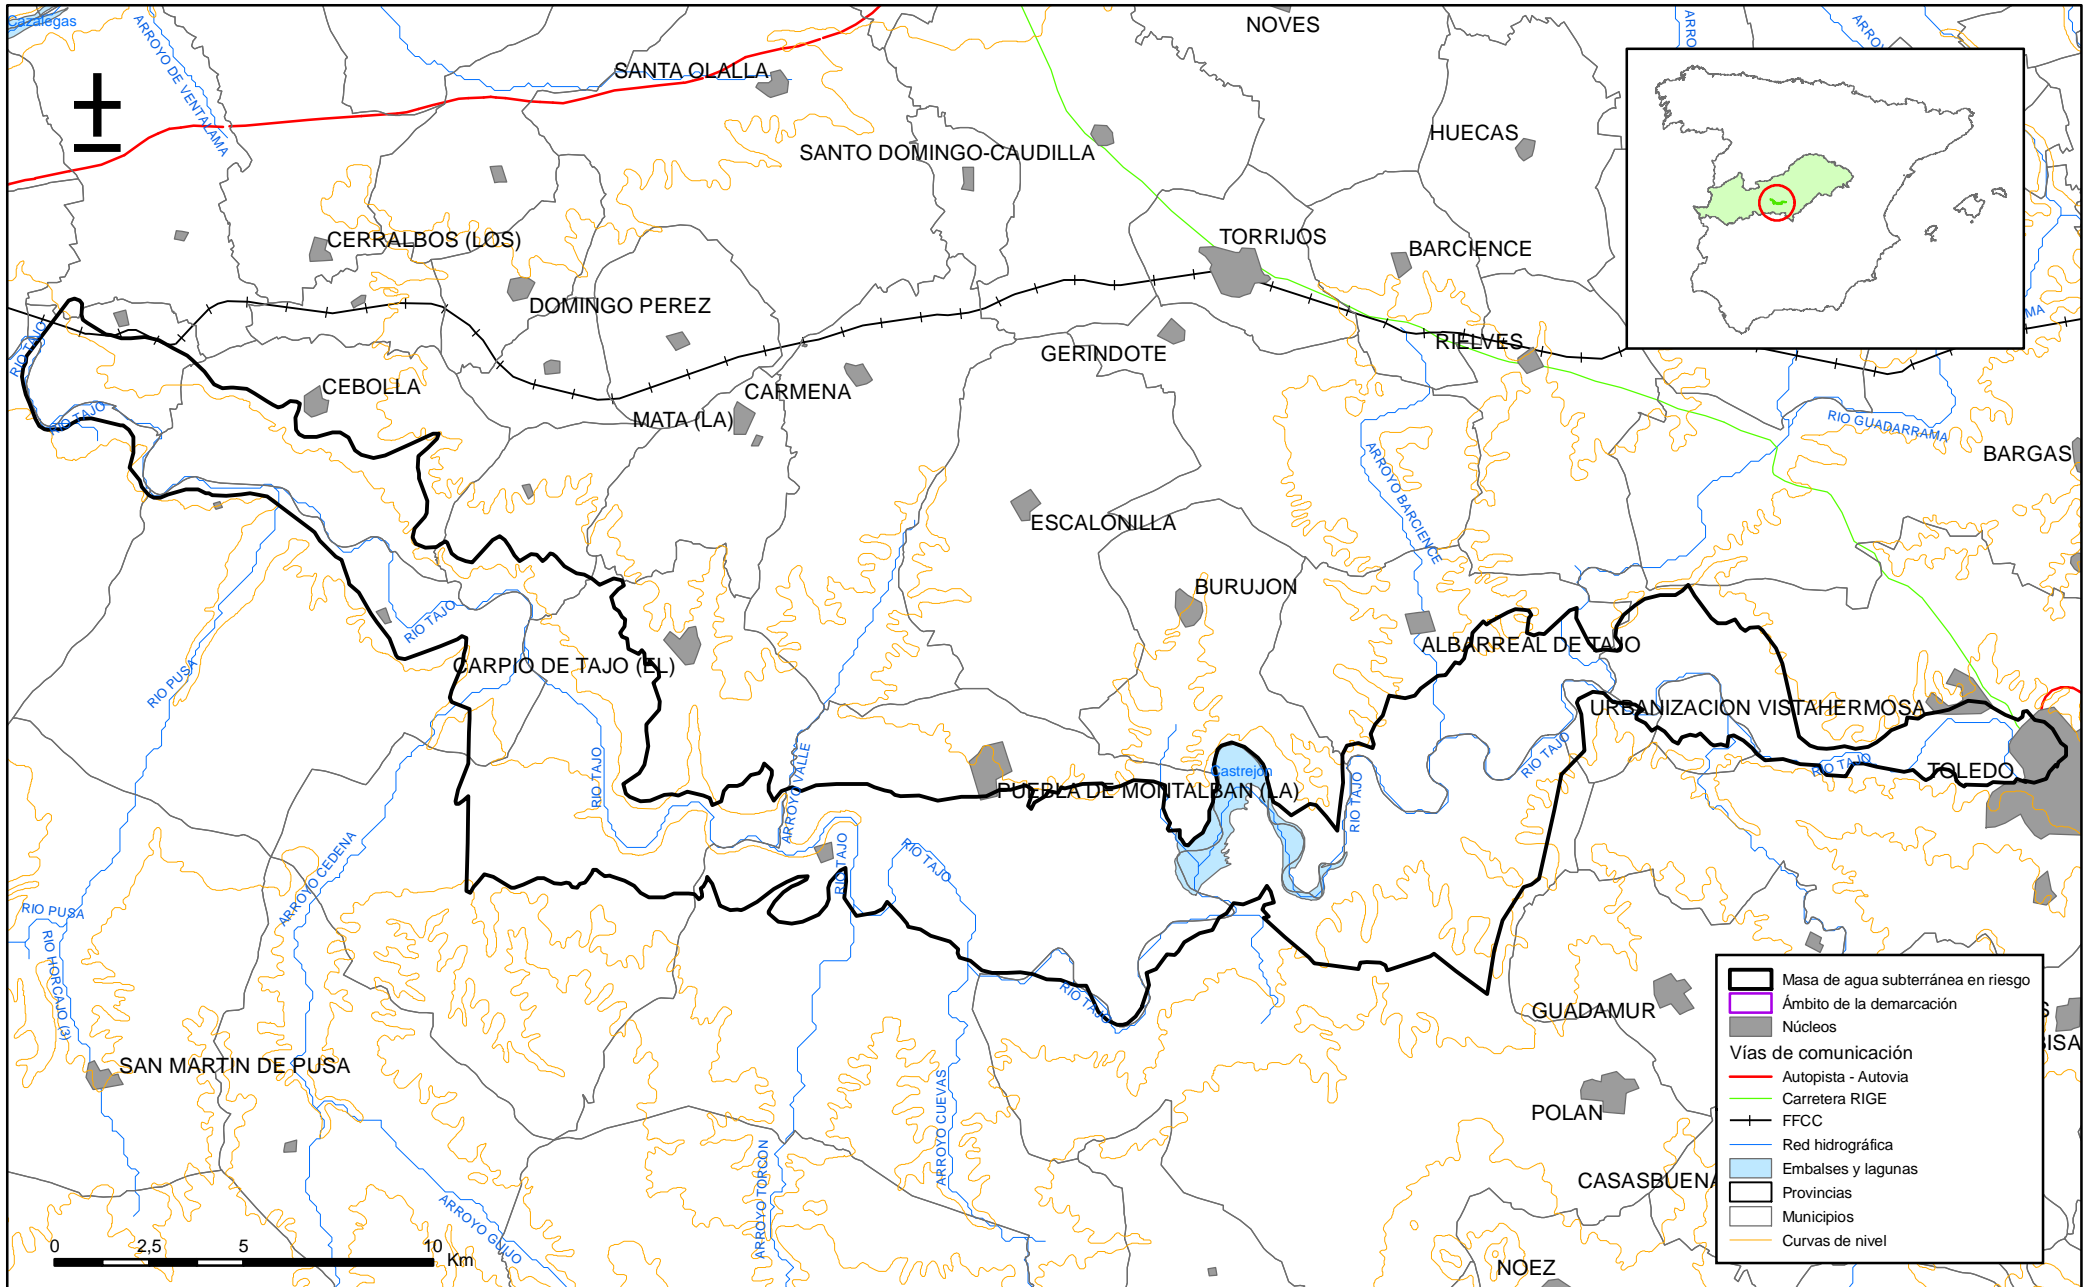 Cazalegas
ARROYO DE VENTALAMA
NOVES
SANTA OLALLA
SANTO DOMINGO-CAUDILLA
HUECAS
CERRALBOS (LOS)
TORRIJOS
BARCIENCE
DOMINGO PEREZ
RIO TAJO
GERINDOTE
RIELVES
MA
CEBOLLA
CARMENA
MATA (LA)
RIO TAJO
RIO GUADARRAMA
BARGAS
ARROYO BARCIENCE
ESCALONILLA
BURUJON
RIO TAJO
ALBARREAL DE TAJO
CARPIO DE TAJO (EL)
RIO PUSA
URBANIZACION VISTAHERMOSA
RIO TAJO
ARROYO VALLE
RIO TAJO
RIO TAJO
Castrejón
RIO TAJO
TOLEDO
PUEBLA DE MONTALBAN (LA)
ARROYO CEDENA
RIO TAJO
RIO TAJO
RIO PUSA
RIO HORCAJO (3)
RIO TAJO
GUADAMUR
SAN MARTIN DE PUSA
ARROYO CUEVAS
POLAN
ARROYO TORCON
CASASBUENA
ARROYO GUIJO
NOEZ
Masa de agua subterránea en riesgo
Ámbito de la demarcación
Núcleos
Vías de comunicación
Autopista - Autovia
Carretera RIGE
FFCC
Red hidrográfica
Embalses y lagunas
Provincias
Municipios
Curvas de nivel
0 2,5 5 10
Km